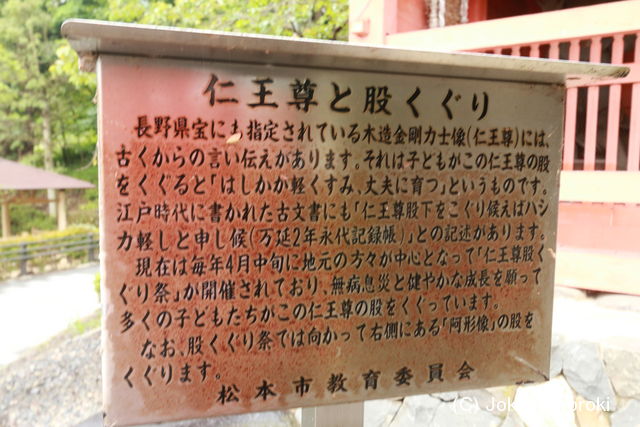 仁王尊と股くぐり
長野県宝にも指定されている木造金剛力士像(仁王尊)には、
古くからの言い伝えがあります。それは子どもがこの仁王尊の股
をくぐると「はしかが軽くすみ、丈夫に育つ」というものです。
江戸時代に書かれた古文書にも「仁王尊股下をこぐり候えばハシ
カ軽しと申し候(万延2年永代記録帳)」との記述があります。
現在は毎年4月中旬に地元の方々が中心となって「仁王尊股く
ぐり祭」が開催されており、無病息災と健やかな成長を願って
多くの子どもたちがこの仁王尊の股をくぐっています。
なお、股くぐり祭では向かって右側にある「阿形像」の股を
くぐります。
松本市教育委員会
(C)